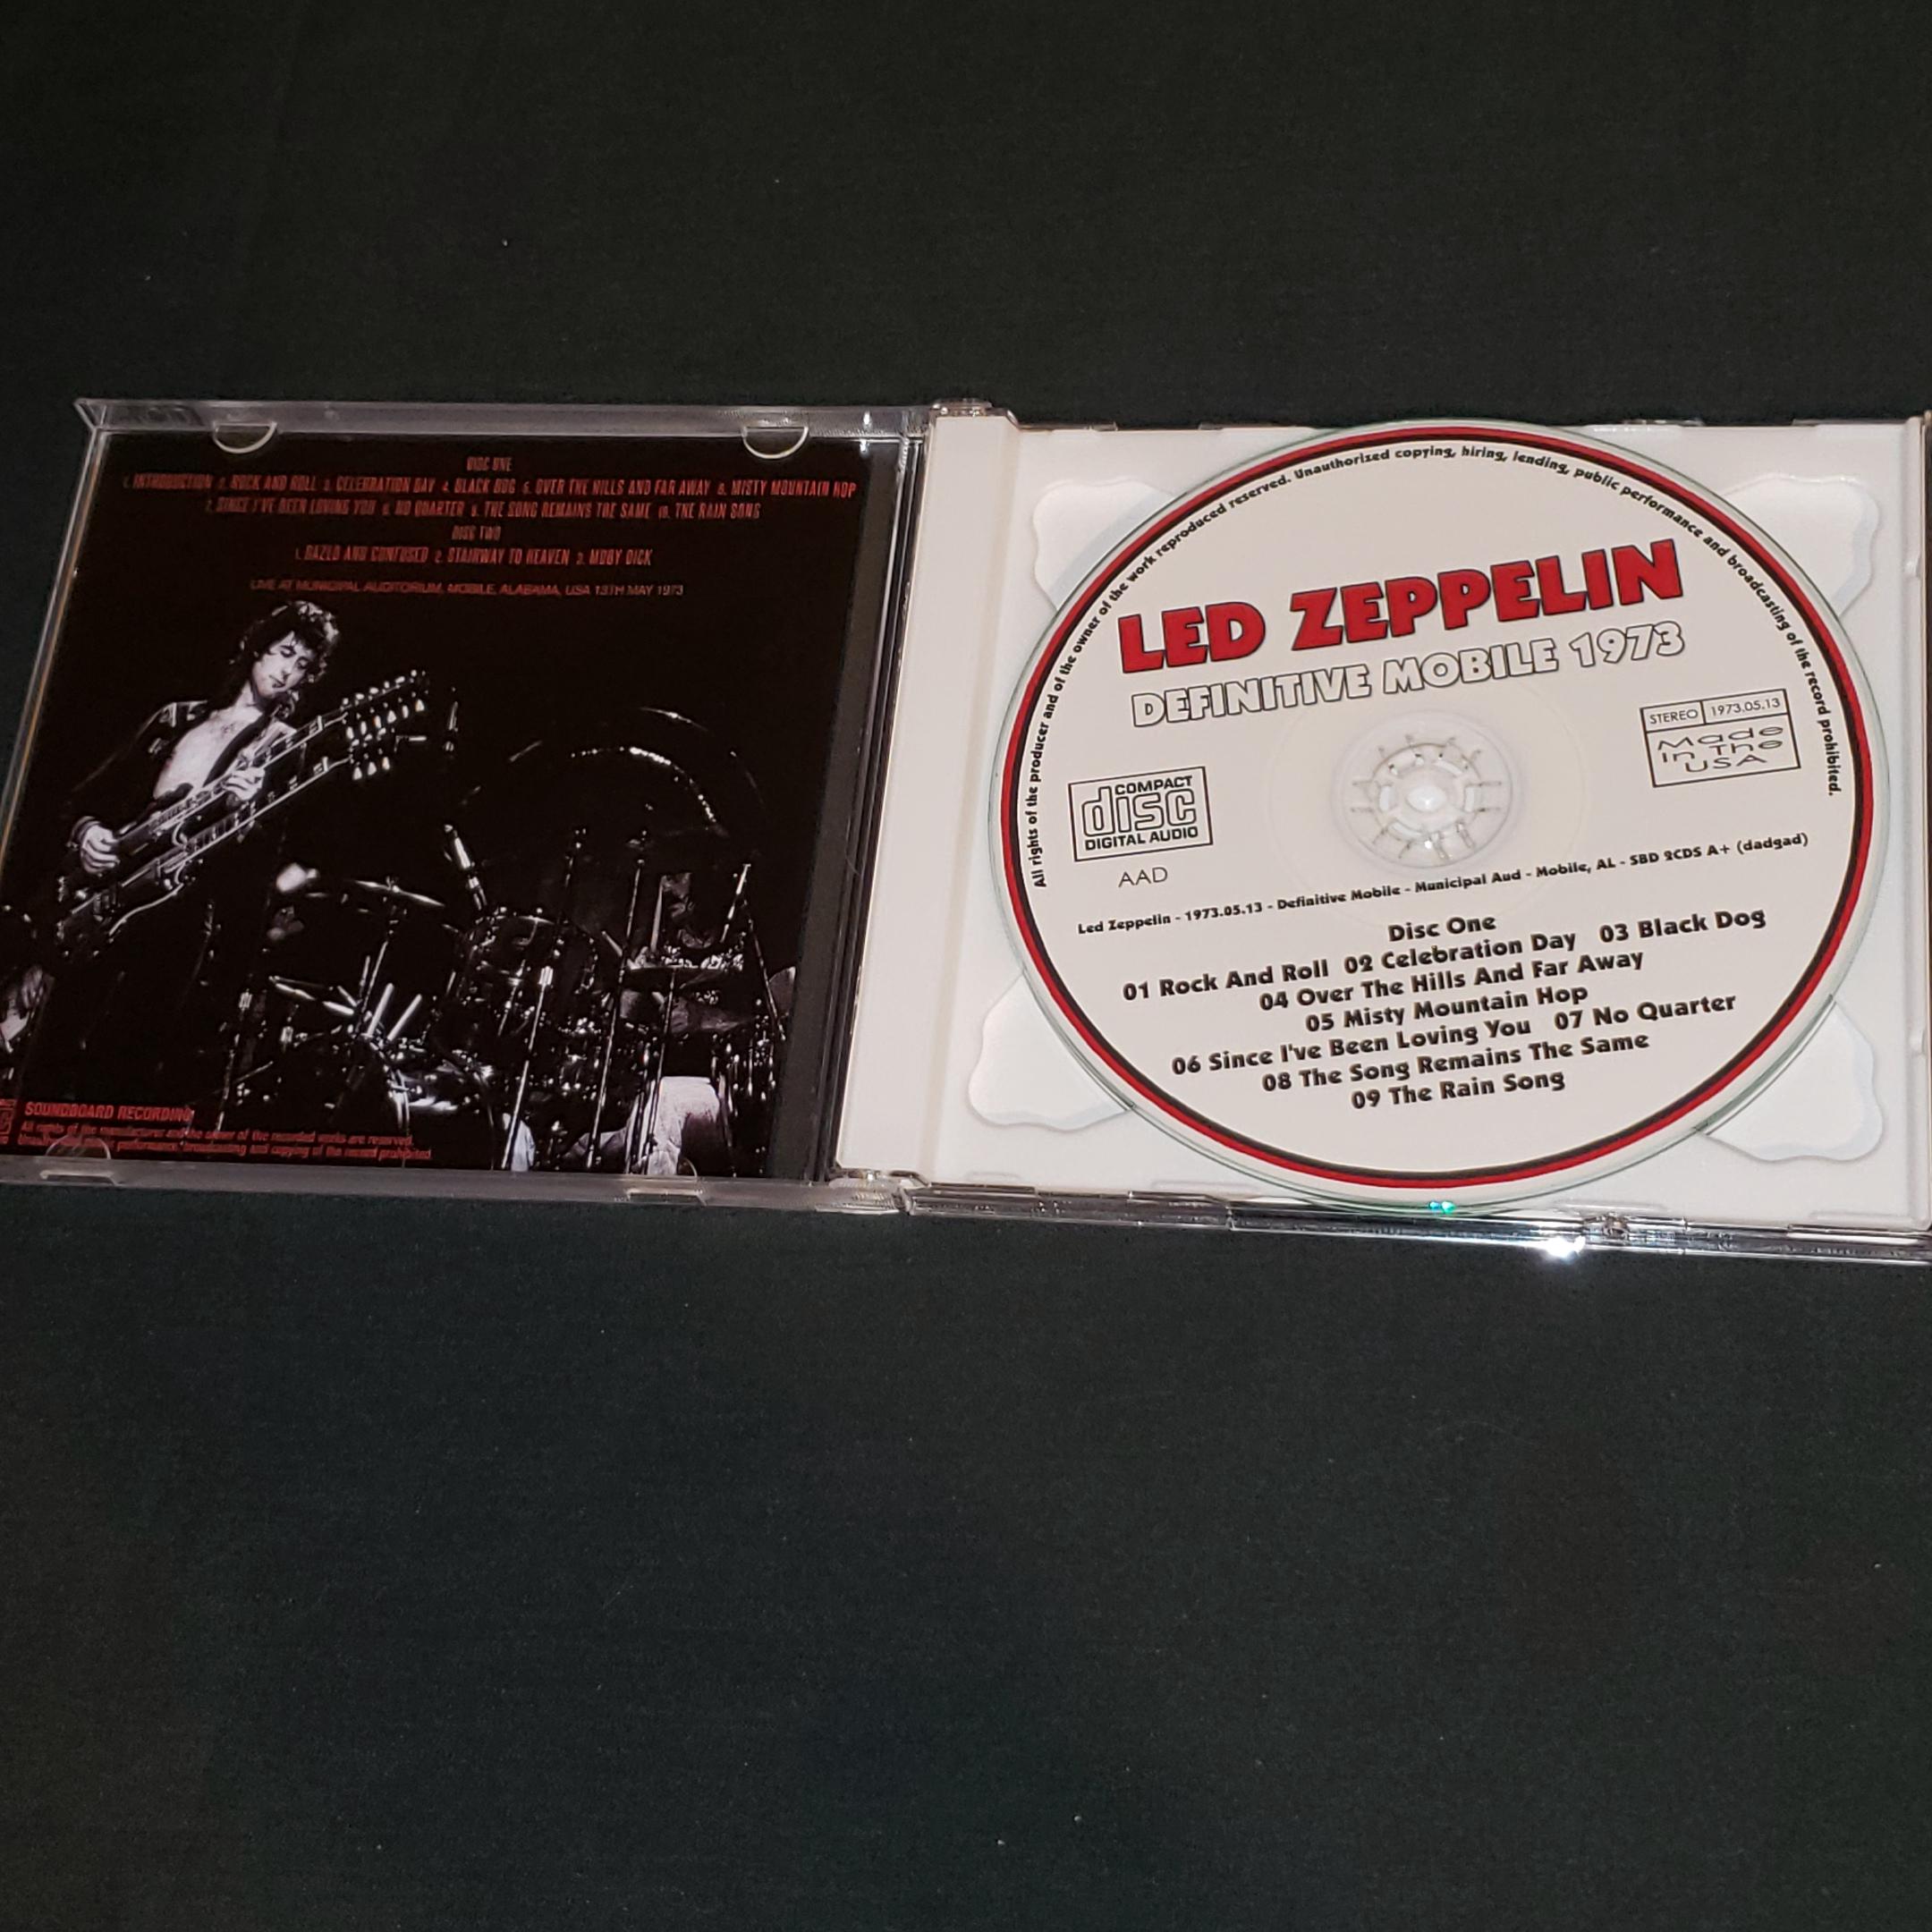 DISC ONE
1. INTRODUCTION 2. ROCK AND ROLL 3. CELEBRATION DAY 4. BLACK DOG 5. OVER THE HILLS AND FAR AWAY 6. MISTY MOUNTAIN HOP
7. SINCE I'VE BEEN LOVING YOU 8. NO QUARTER 9. THE SONG REMAINS THE SAME 10. THE RAIN SONG
DISC TWO
1. DAZED AND CONFUSED 2. STAIRWAY TO HEAVEN 3. MOBY DICK
LIVE AT MUNICIPAL AUDITORIUM, MOBILE, ALABAMA, USA 13TH MAY 1973
SOUNDBOARD RECORDING
All rights of the manufacturer and the owner of the recorded works are reserved.
performance, broadcasting and copying of the record prohibited.
All rights of the producer and of the owner of the work reproduced reserved. Unauthorized copying, hiring, lending, public performance and broadcasting of the record prohibited.
LED ZEPPELIN
DEFINITIVE MOBILE 1973
STEREO 1973.05.13
Made
In The
USA
COMPACT
disc
DIGITAL AUDIO
AAD
Led Zeppelin - 1973.05.13 - Definitive Mobile - Municipal Aud - Mobile, AL - SBD 2CDS A+ (dadgad)
Disc One
01 Rock And Roll 02 Celebration Day 03 Black Dog
04 Over The Hills And Far Away
05 Misty Mountain Hop
06 Since I've Been Loving You 07 No Quarter
08 The Song Remains The Same
09 The Rain Song